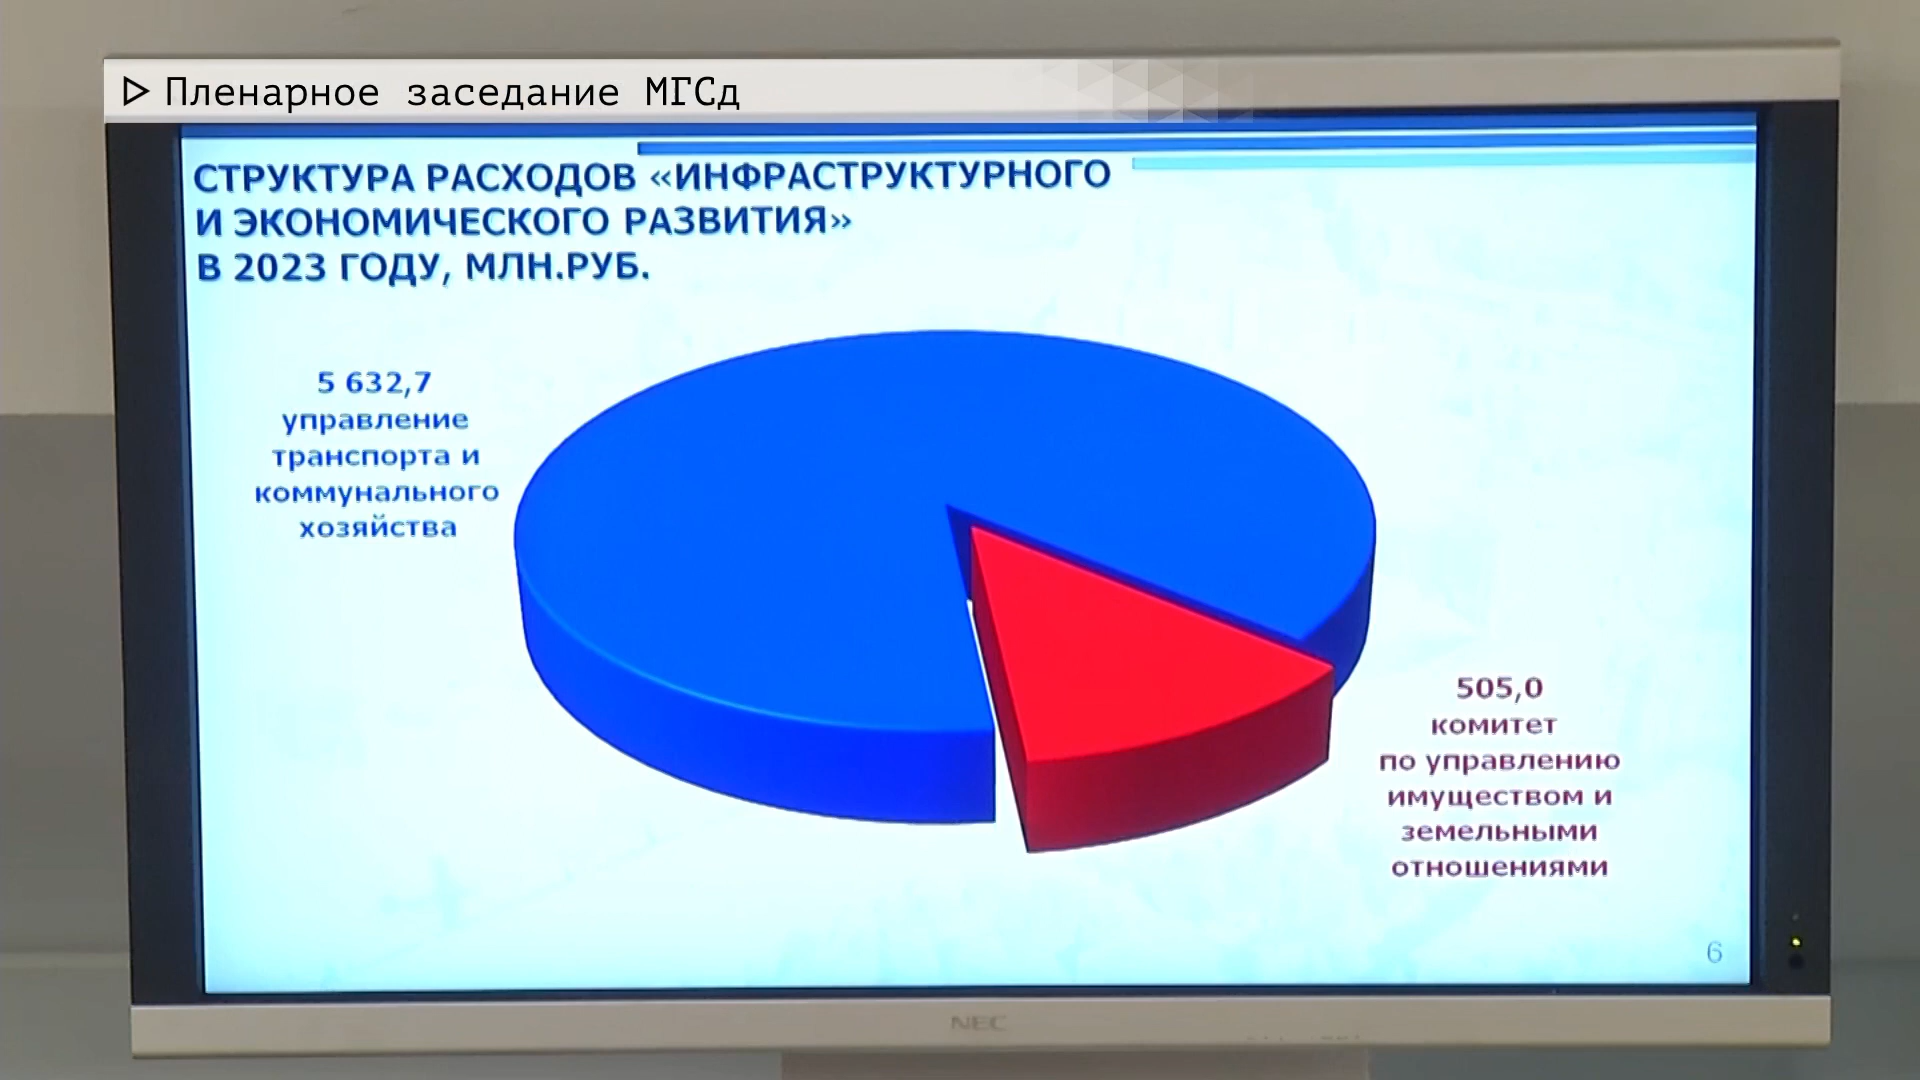 Пленарное заседание МГСд
СТРУКТУРА РАСХОДОВ «ИНФРАСТРУКТУРНОГО
И ЭКОНОМИЧЕСКОГО РАЗВИТИЯ»
В 2023 ГОДУ, МЛН.РУБ.
5 632,7
управление
транспорта и
коммунального
хозяйства
505,0
комитет
по управлению
имуществом и
земельными
отношениями
6
NEC